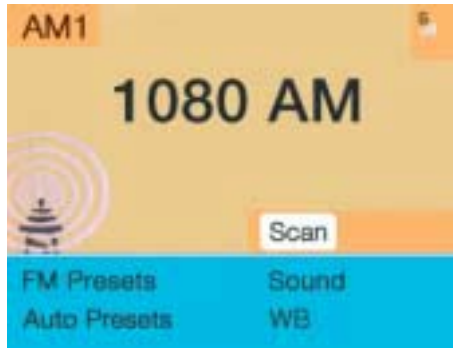 AM1
1080 AM
Scan
FM Presets Sound
Auto Presets WB